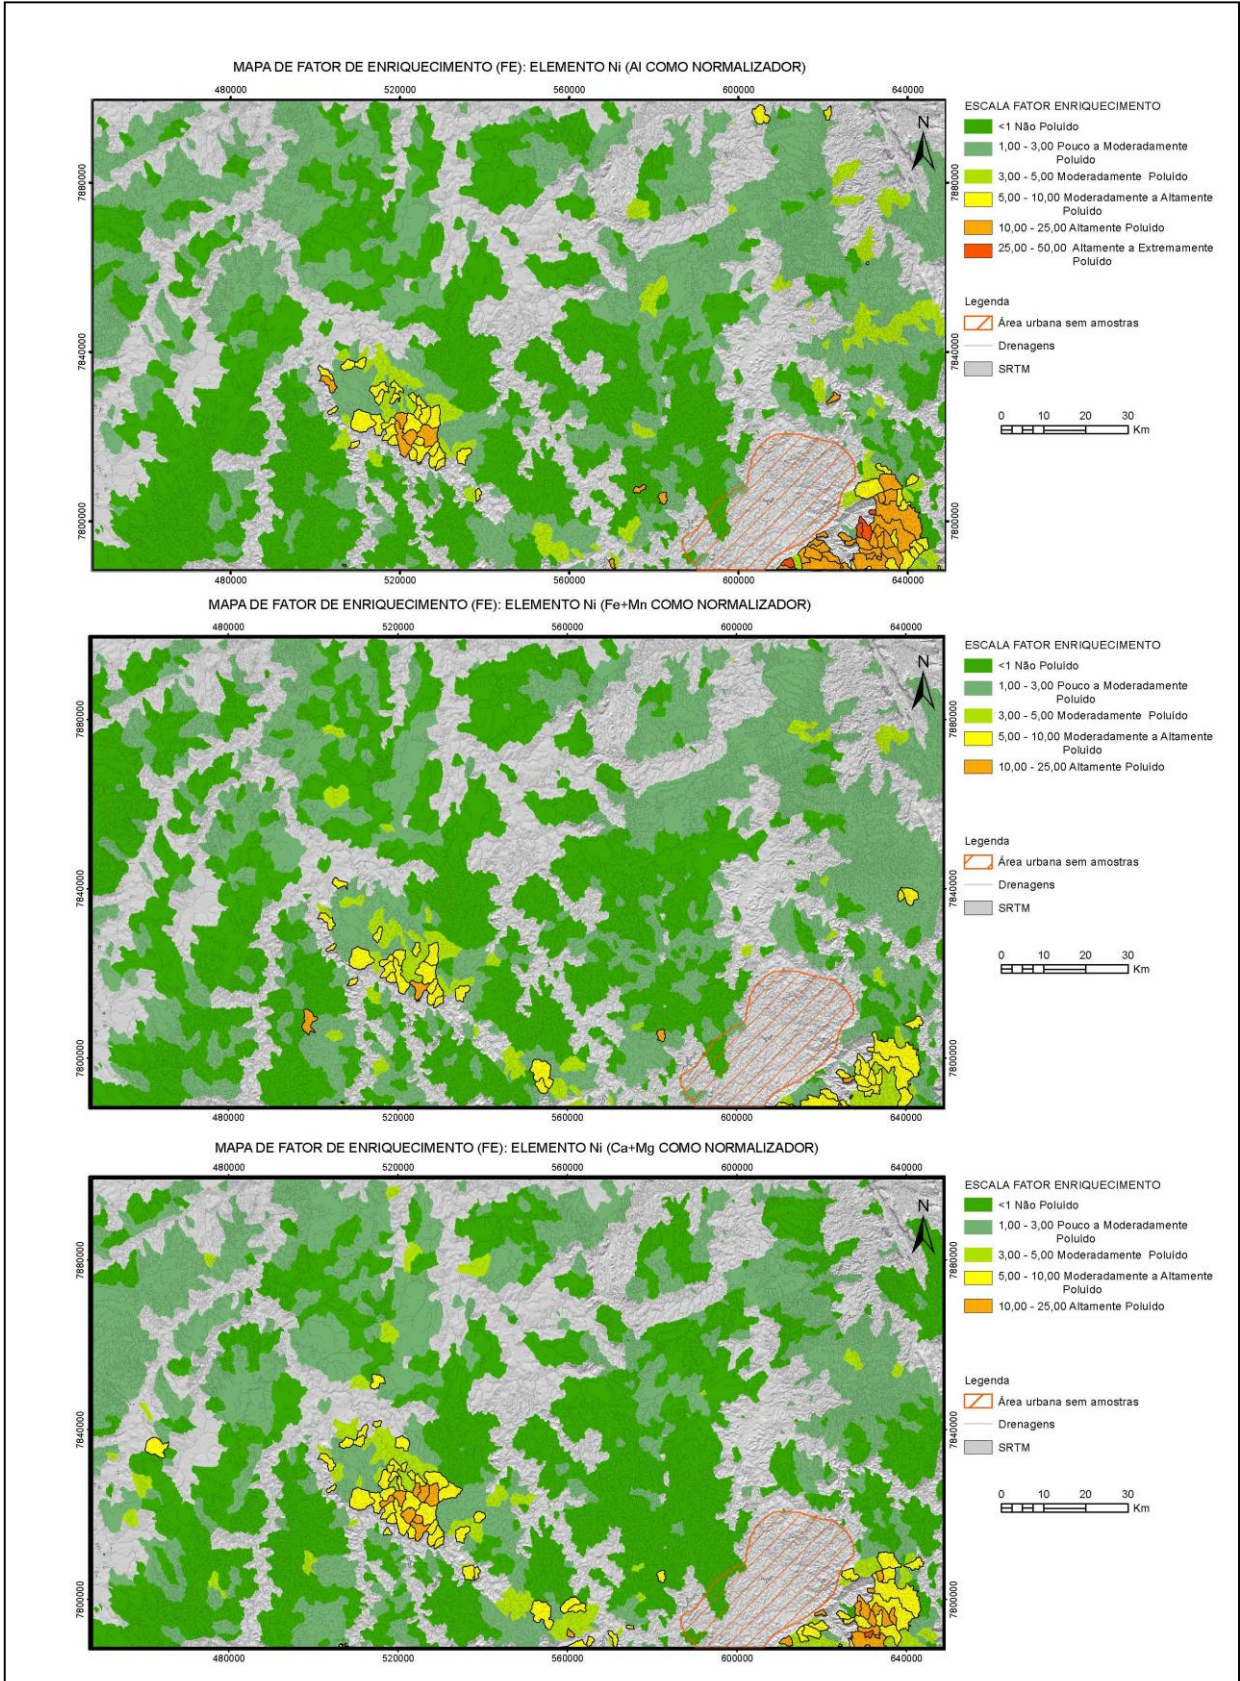 MAPA DE FATOR DE ENRIQUECIMENTO (FE): ELEMENTO Ni (Al COMO NORMALIZADOR)
480000 520000 560000 600000 640000
ESCALA FATOR ENRIQUECIMENTO
<1 Não Poluído
1,00 - 3,00 Pouco a Moderadamente
Poluído
3,00 - 5,00 Moderadamente Poluído
5,00 - 10,00 Moderadamente a Altamente
Poluído
10,00 - 25,00 Altamente Poluído
25,00 - 50,00 Altamente a Extremamente
Poluído
Legenda
Área urbana sem amostras
Drenagens
SRTM
0 10 20 30
Km
N
7880000
7840000
7800000
7880000
7840000
7800000
480000 520000 560000 600000 640000
MAPA DE FATOR DE ENRIQUECIMENTO (FE): ELEMENTO Ni (Fe+Mn COMO NORMALIZADOR)
480000 520000 560000 600000 640000
ESCALA FATOR ENRIQUECIMENTO
<1 Não Poluído
1,00 - 3,00 Pouco a Moderadamente
Poluído
3,00 - 5,00 Moderadamente Poluído
5,00 - 10,00 Moderadamente a Altamente
Poluído
10,00 - 25,00 Altamente Poluído
Legenda
Área urbana sem amostras
Drenagens
SRTM
0 10 20 30
Km
N
7880000
7840000
7800000
7880000
7840000
7800000
480000 520000 560000 600000 640000
MAPA DE FATOR DE ENRIQUECIMENTO (FE): ELEMENTO Ni (Ca+Mg COMO NORMALIZADOR)
480000 520000 560000 600000 640000
ESCALA FATOR ENRIQUECIMENTO
<1 Não Poluído
1,00 - 3,00 Pouco a Moderadamente
Poluído
3,00 - 5,00 Moderadamente Poluído
5,00 - 10,00 Moderadamente a Altamente
Poluído
10,00 - 25,00 Altamente Poluído
Legenda
Área urbana sem amostras
Drenagens
SRTM
0 10 20 30
Km
N
7880000
7840000
7800000
7880000
7840000
7800000
480000 520000 560000 600000 640000